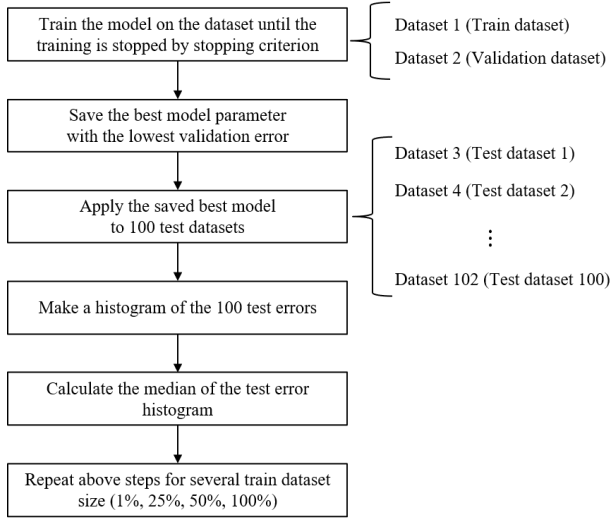 Train the model on the dataset until the
training is stopped by stopping criterion
Dataset 1 (Train dataset)
Dataset 2 (Validation dataset)
Save the best model parameter
with the lowest validation error
Apply the saved best model
to 100 test datasets
Dataset 3 (Test dataset 1)
Dataset 4 (Test dataset 2)
⋮
Dataset 102 (Test dataset 100)
Make a histogram of the 100 test errors
Calculate the median of the test error
histogram
Repeat above steps for several train dataset
size (1%, 25%, 50%, 100%)